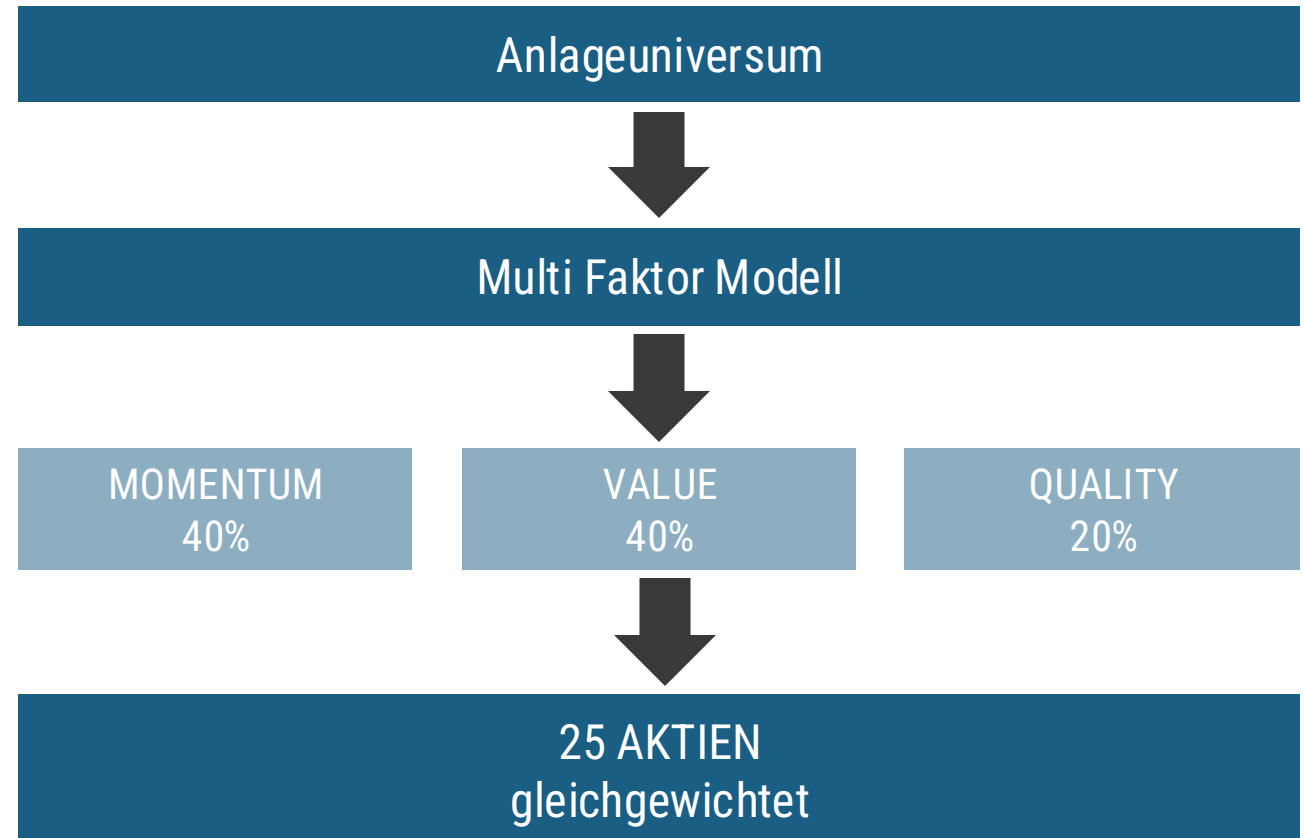 Anlageuniversum
Multi Faktor Modell
MOMENTUM
40%
VALUE
40%
QUALITY
20%
25 AKTIEN
gleichgewichtet